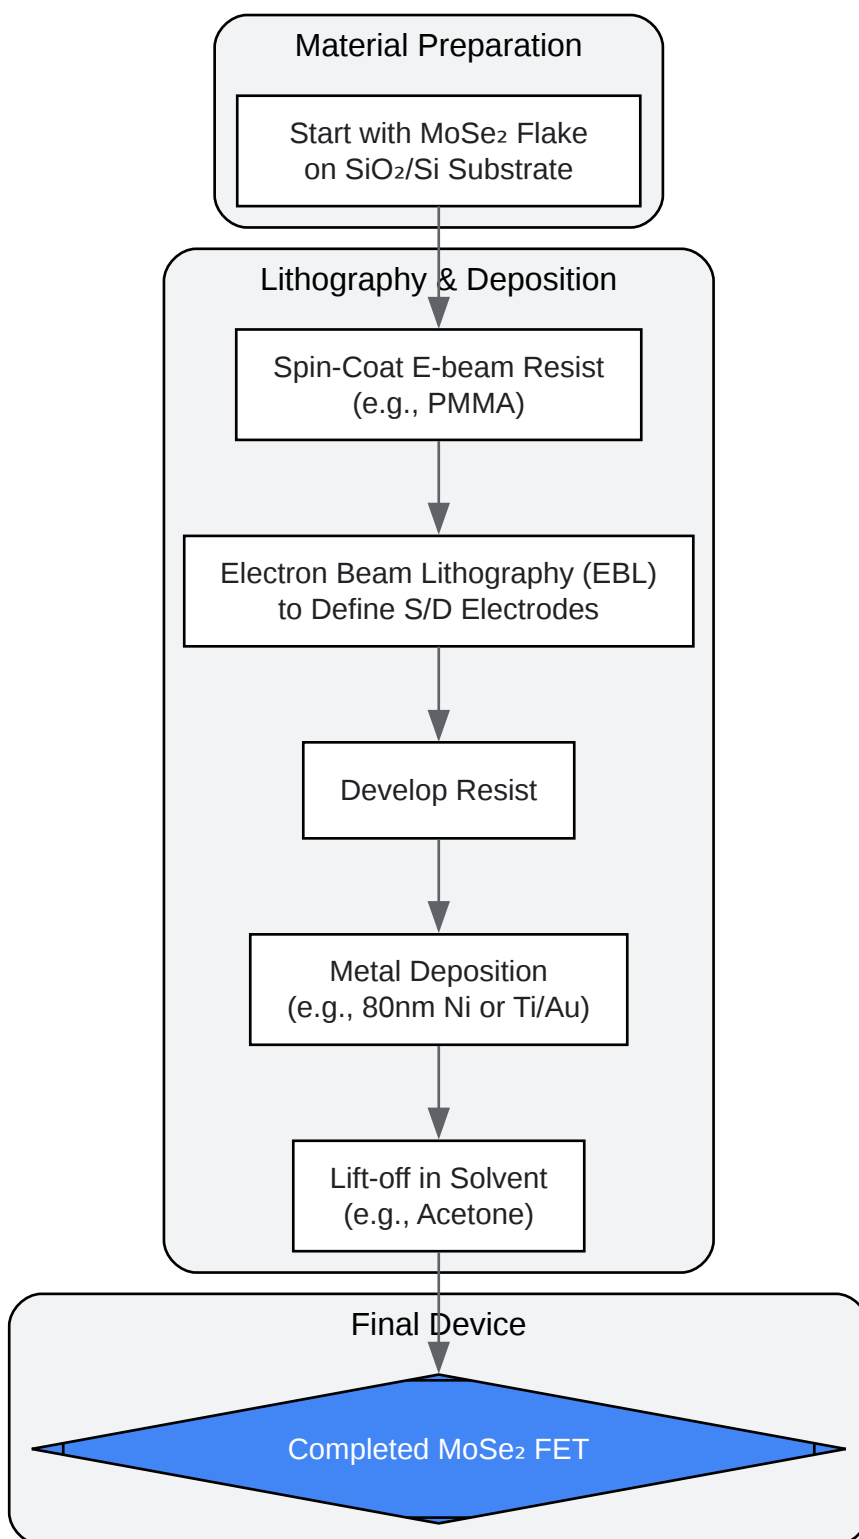 Material Preparation
Start with MoSe₂ Flake
on SiO₂/Si Substrate
Lithography & Deposition
Spin-Coat E-beam Resist
(e.g., PMMA)
Electron Beam Lithography (EBL)
to Define S/D Electrodes
Develop Resist
Metal Deposition
(e.g., 80nm Ni or Ti/Au)
Lift-off in Solvent
(e.g., Acetone)
Final Device
Completed MoSe₂ FET